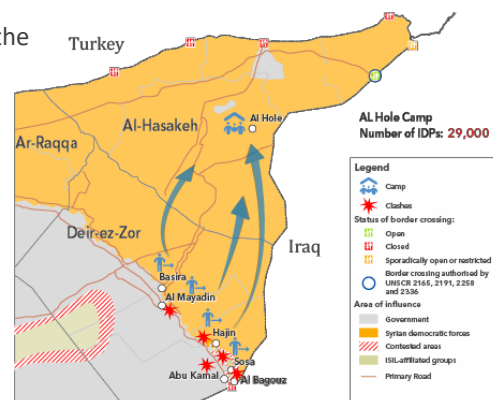 the
Turkey
Al Hole
Al-Hasakeh
Ar-Raqqa
AL Hole Camp
Number of IDPs: 29,000
Deir-ez-Zor
Iraq
Basira
Al Mayadin
Hajin
Sosa
Abu Kamal
Al Bagouz
Legend
Camp
Clashes
Status of border crossing:
Open
Closed
Sporadically open or restricted
Border crossing authorised by
UNSCR 2165, 2191, 2258
and 2336
Area of influence
Government
Syrian democratic forces
Contested areas
ISIL-affiliated groups
Primary Road